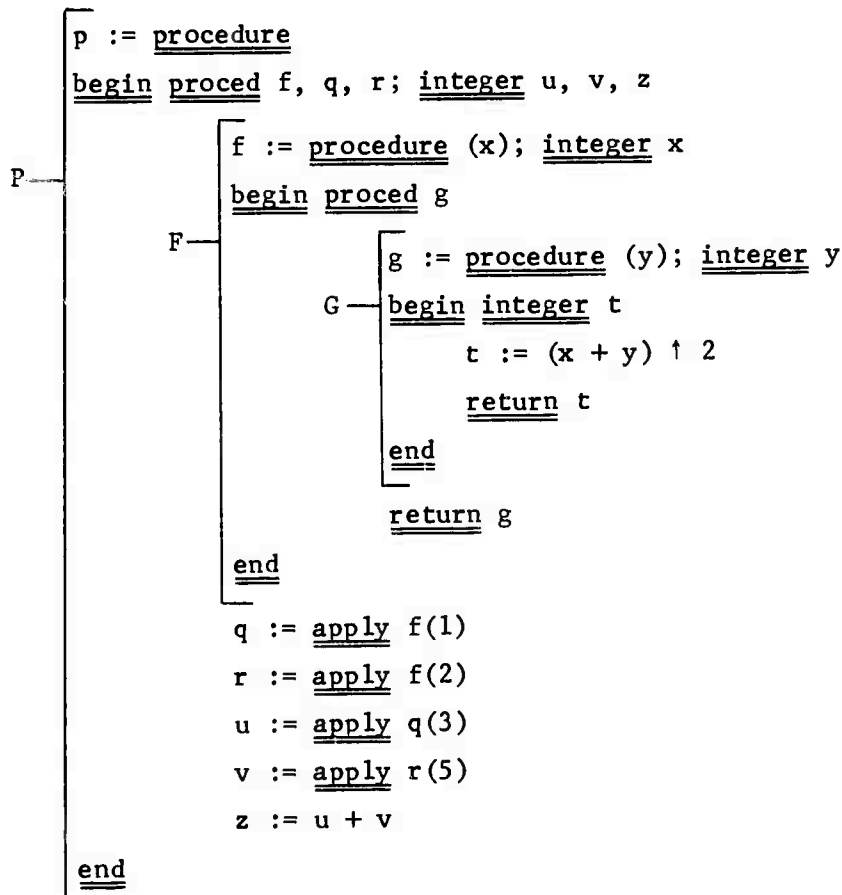 p := procedure
begin proced f, q, r; integer u, v, z
f := procedure (x); integer x
P
begin proced g
F
g := procedure (y); integer y
G
begin integer t
t := (x + y) ↑ 2
return t
end
return g
end
q := apply f(1)
r := apply f(2)
u := apply q(3)
v := apply r(5)
z := u + v
end